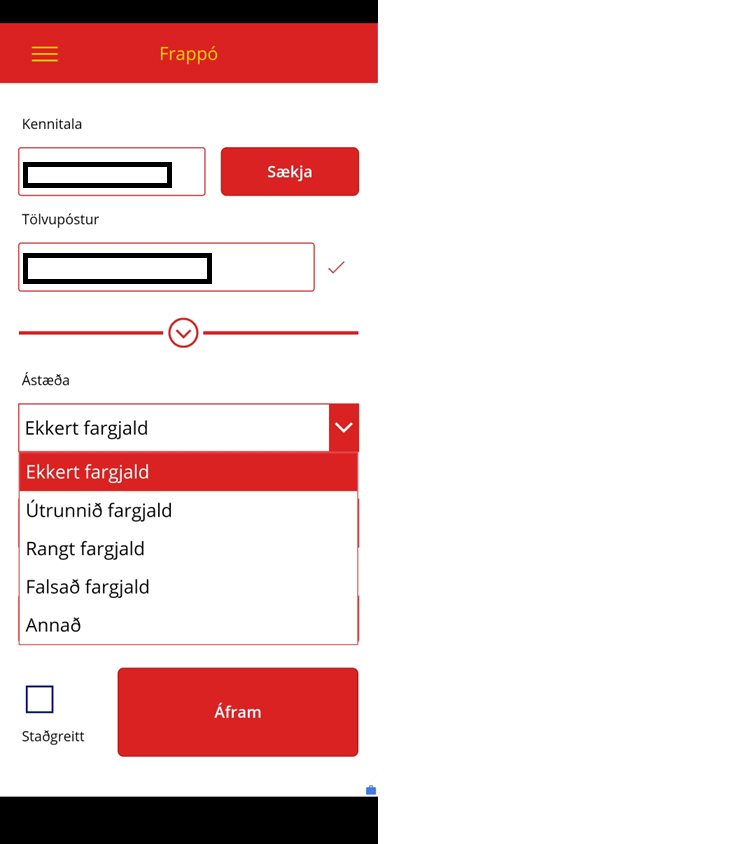 Frappó
Kennitala
Sækja
Tölvupóstur
Ástæða
Ekkert fargjald
Ekkert fargjald
Útrunnið fargjald
Rangt fargjald
Falsað fargjald
Annað
Áfram
Staðgreitt